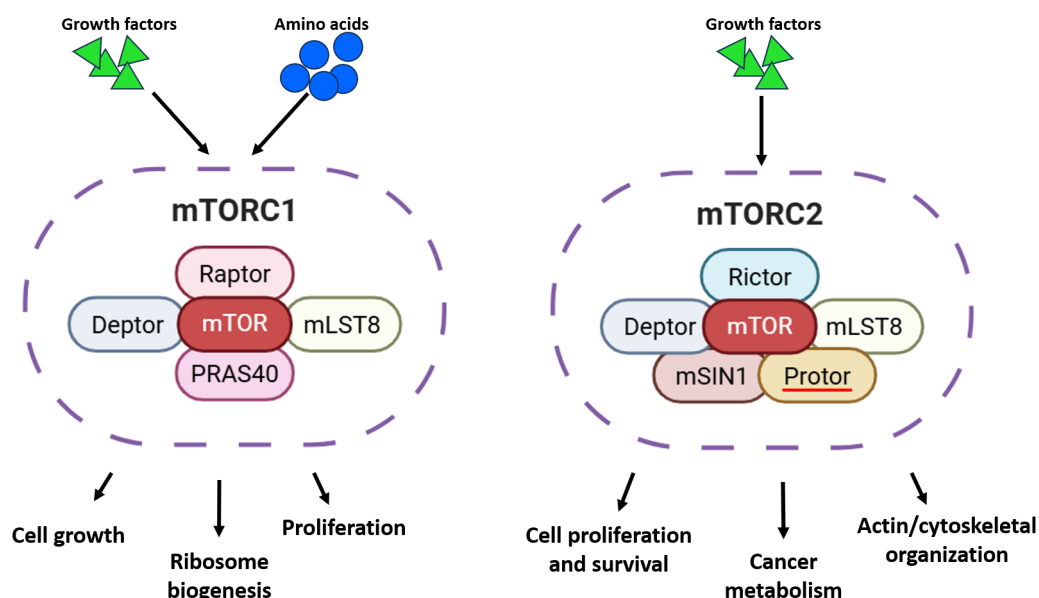 Growth factors
Amino acids
mTORC1
Raptor
Deptor
mTOR
mLST8
PRAS40
Cell growth
Ribosome
biogenesis
Proliferation
Growth factors
mTORC2
Rictor
Deptor
mTOR
mLST8
mSIN1
Protor
Cell proliferation
and survival
Cancer
metabolism
Actin/cytoskeletal
organization